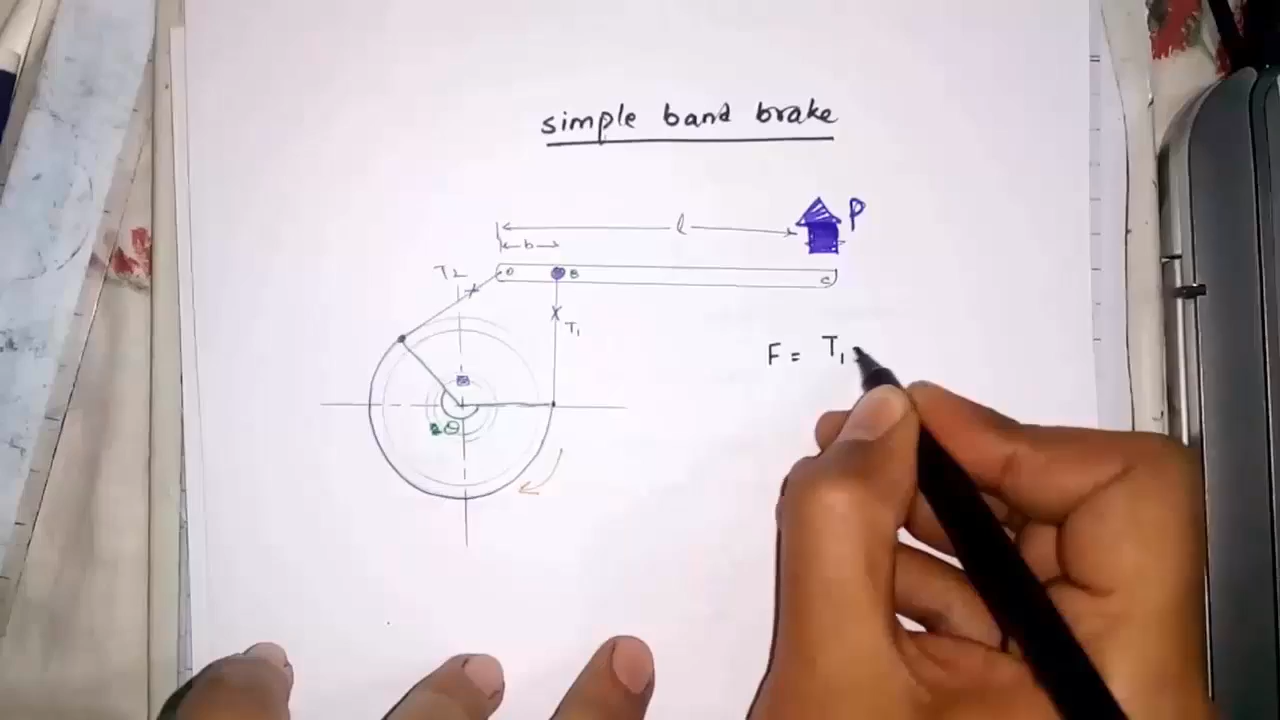 simple band brake
P
l
b
T2
O B C
T1
F = T1
θ